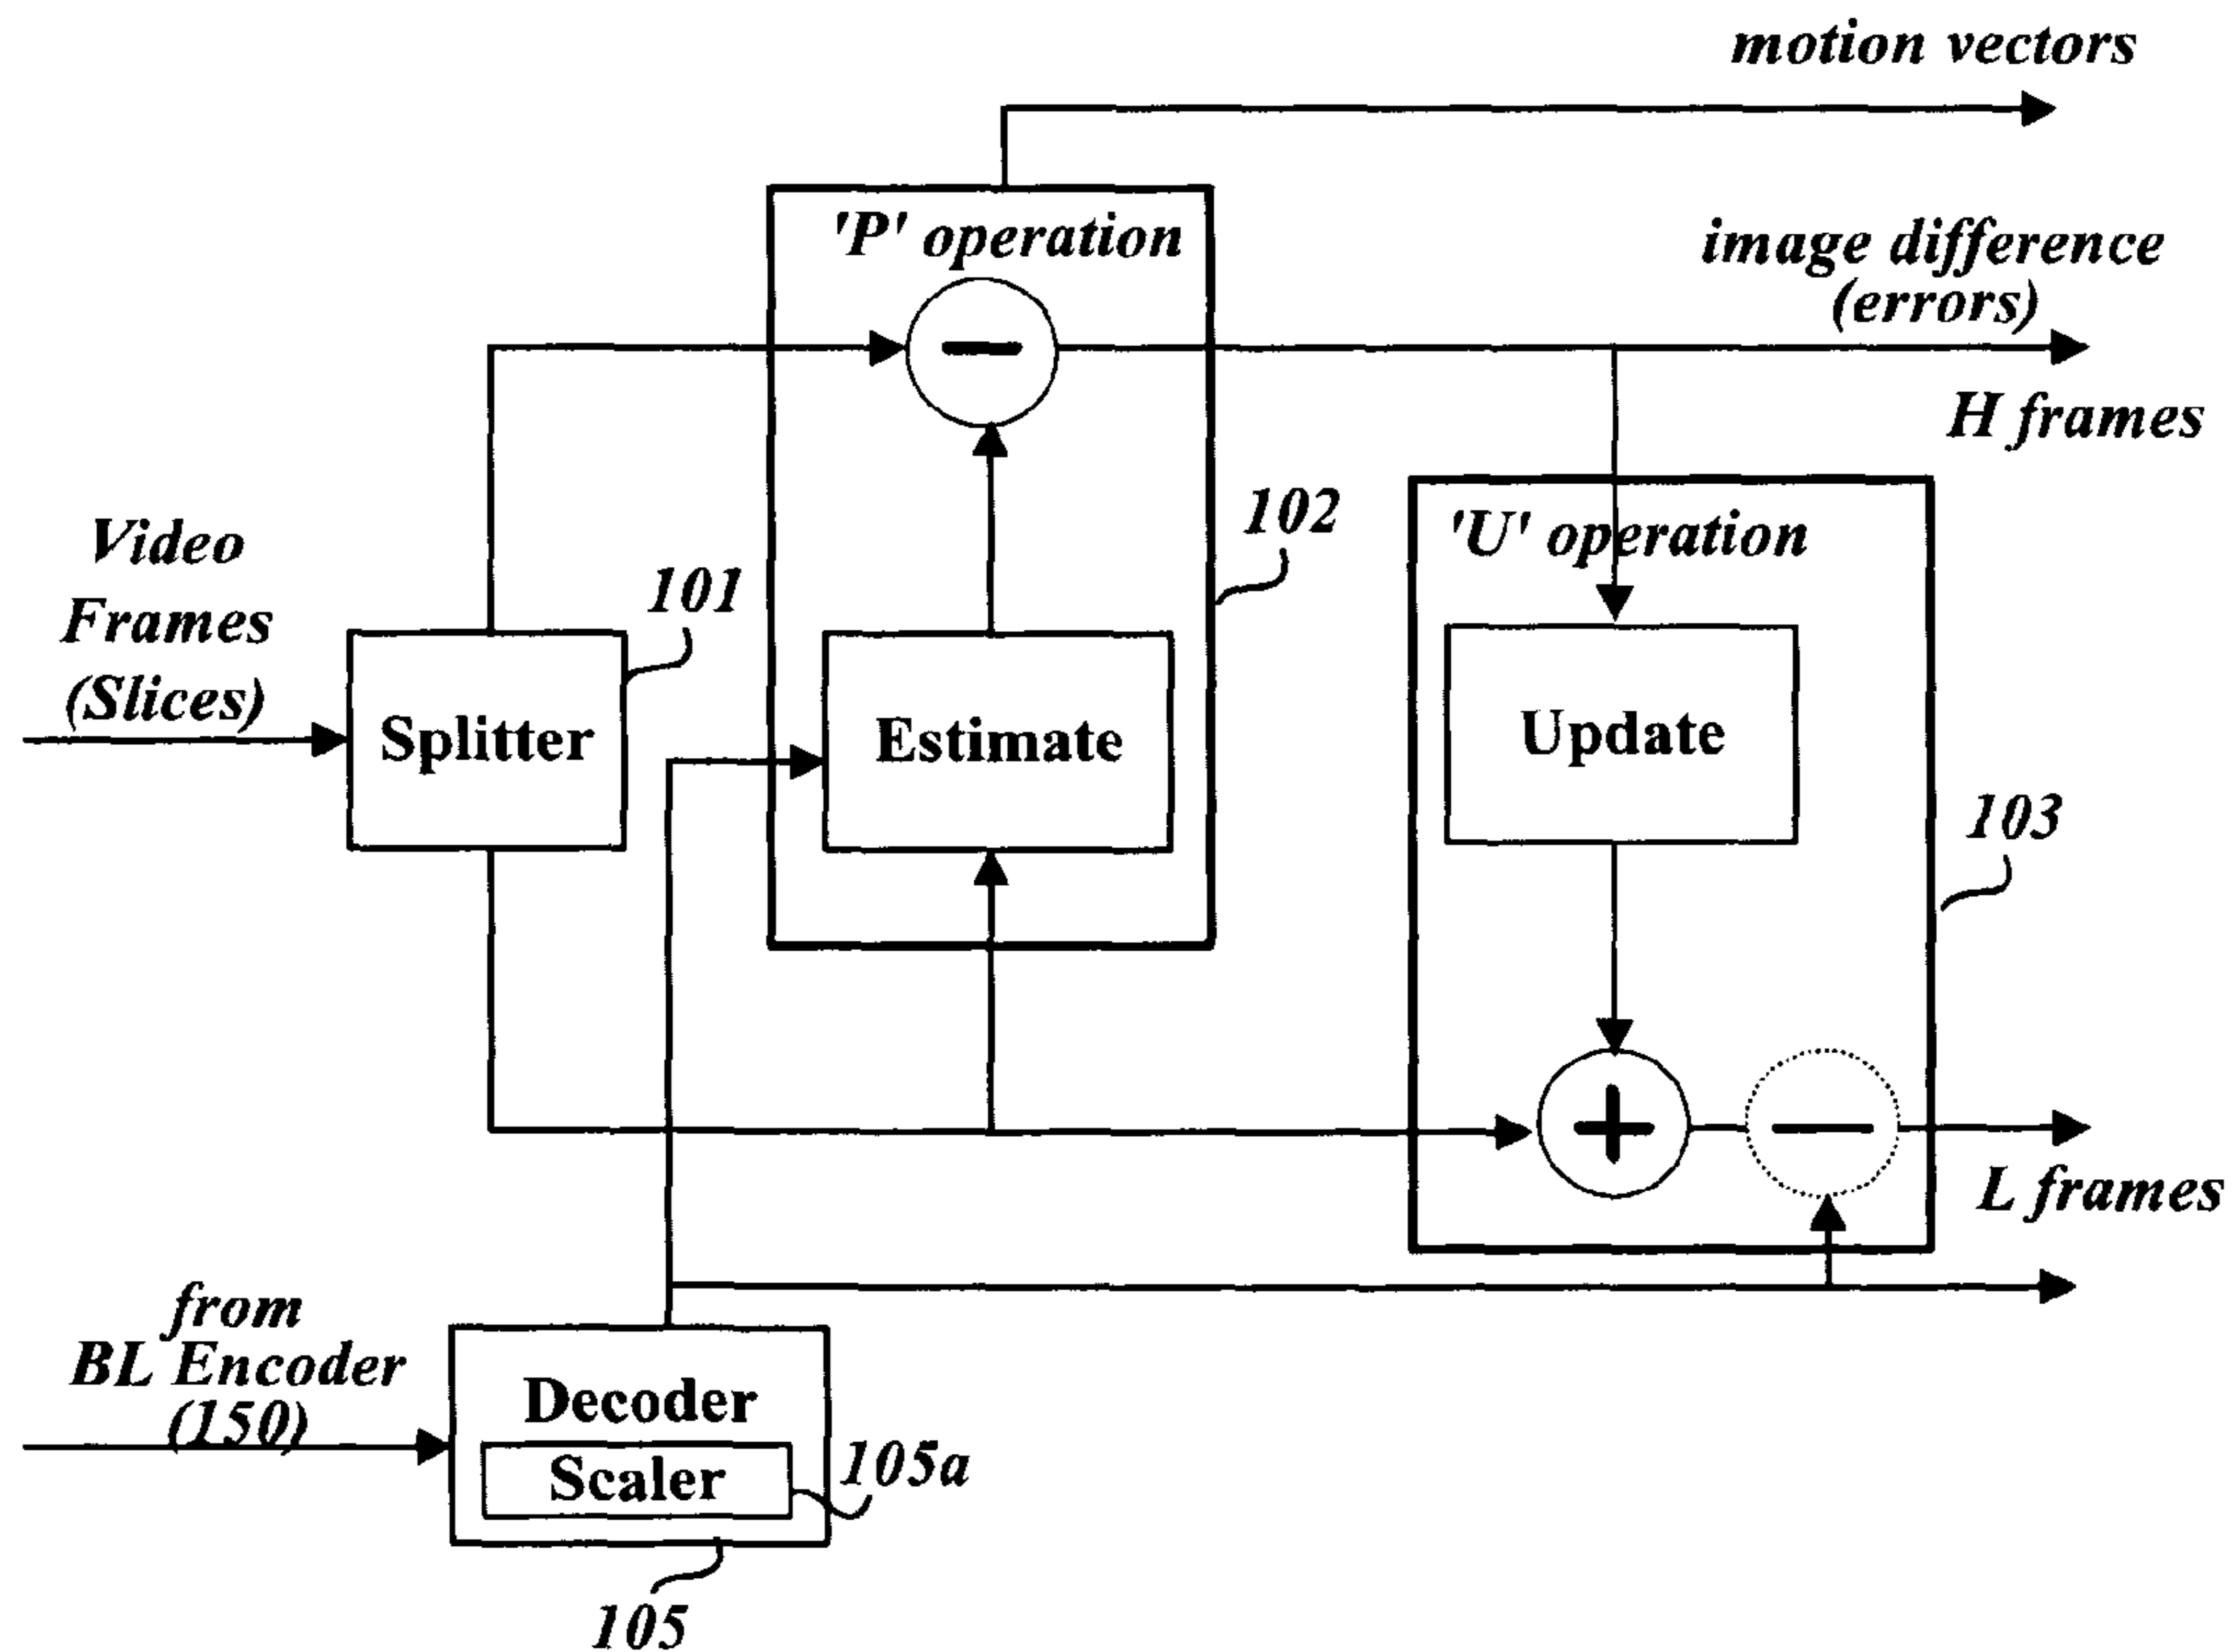 motion vectors
'P' operation
image difference
(errors)
H frames
102
'U' operation
Video
Frames
(Slices)
101
Splitter
Estimate
Update
103
L frames
from
BL Encoder
(150)
Decoder
Scaler
105a
105